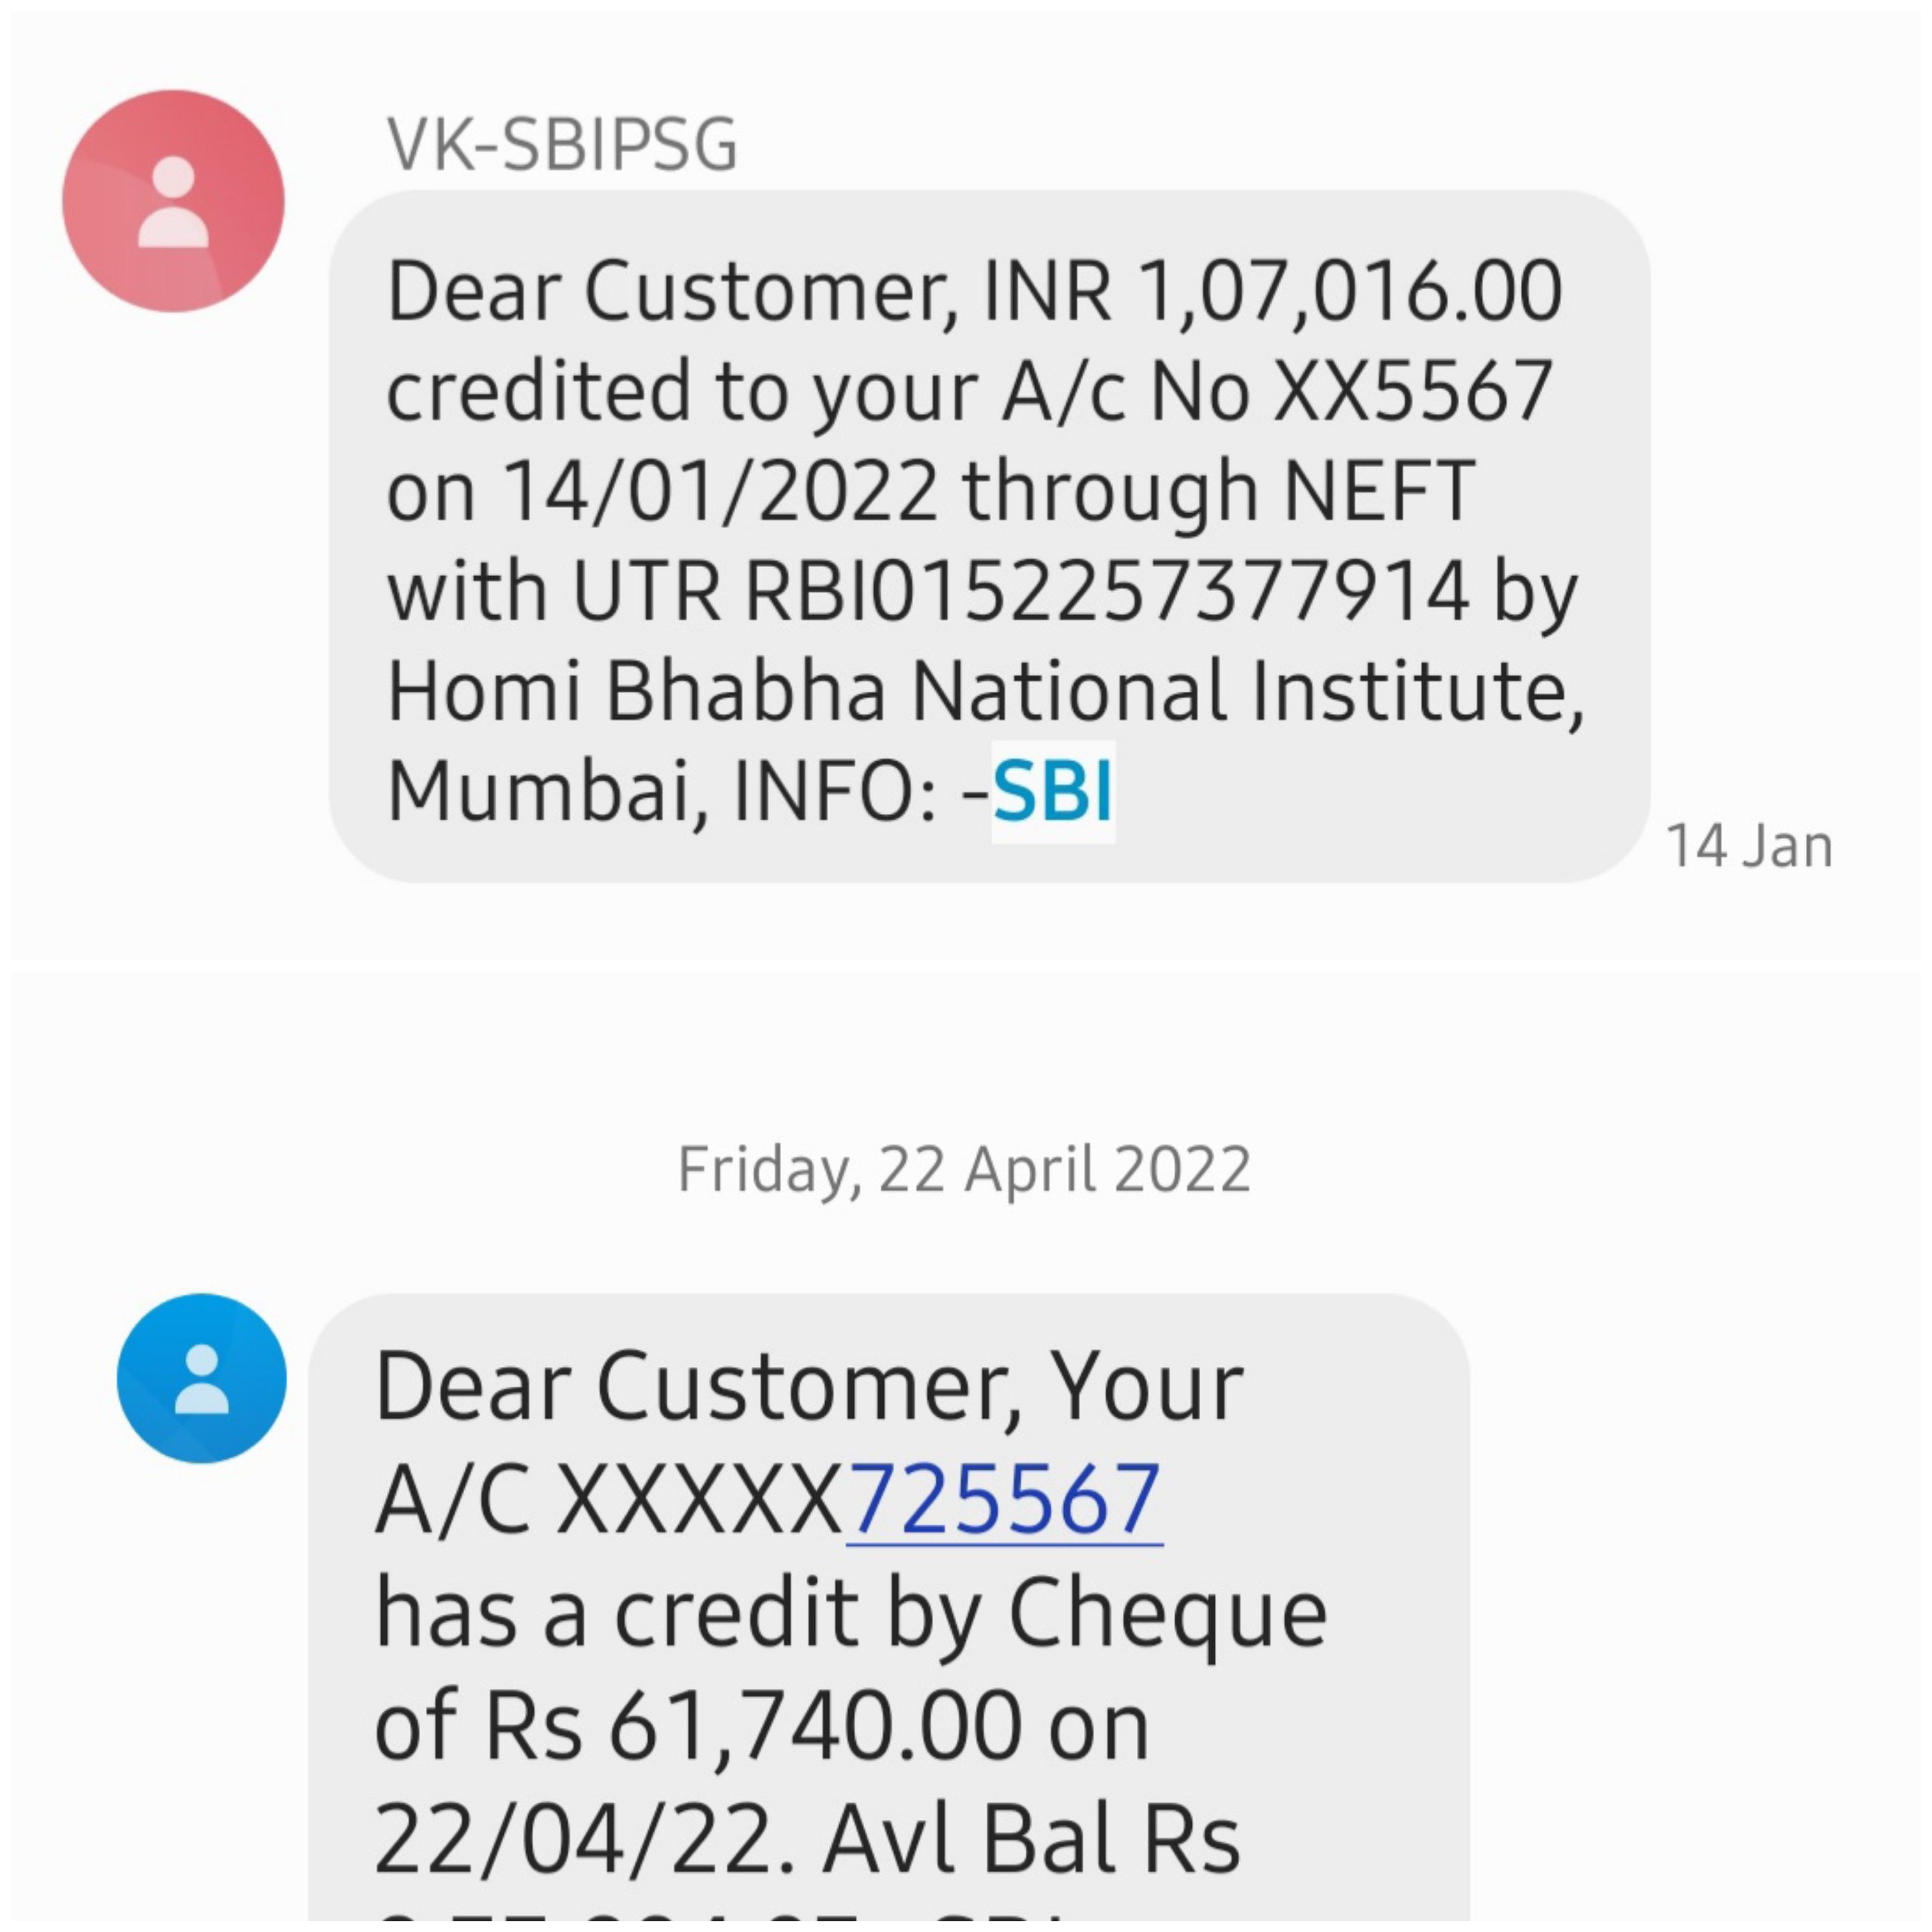 VK-SBIPSG
Dear Customer, INR 1,07,016.00
credited to your A/c No XX5567
on 14/01/2022 through NEFT
with UTR RBI0152257377914 by
Homi Bhabha National Institute,
Mumbai, INFO: -SBI
14 Jan
Friday, 22 April 2022
Dear Customer, Your
A/C XXXXX725567
has a credit by Cheque
of Rs 61,740.00 on
22/04/22. Avl Bal Rs